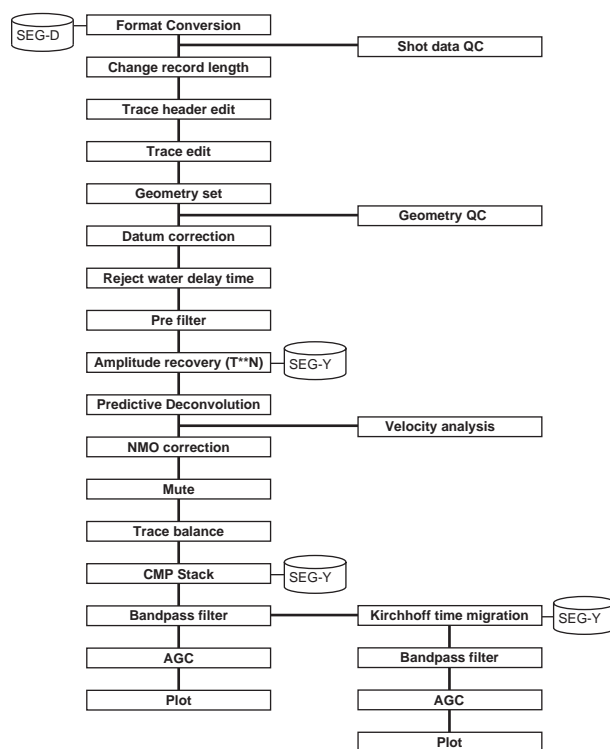 SEG-D
Format Conversion
Shot data QC
Change record length
Trace header edit
Trace edit
Geometry set
Geometry QC
Datum correction
Reject water delay time
Pre filter
Amplitude recovery (T**N)
SEG-Y
Predictive Deconvolution
Velocity analysis
NMO correction
Mute
Trace balance
CMP Stack
SEG-Y
Bandpass filter
Kirchhoff time migration
SEG-Y
AGC
Bandpass filter
Plot
AGC
Plot